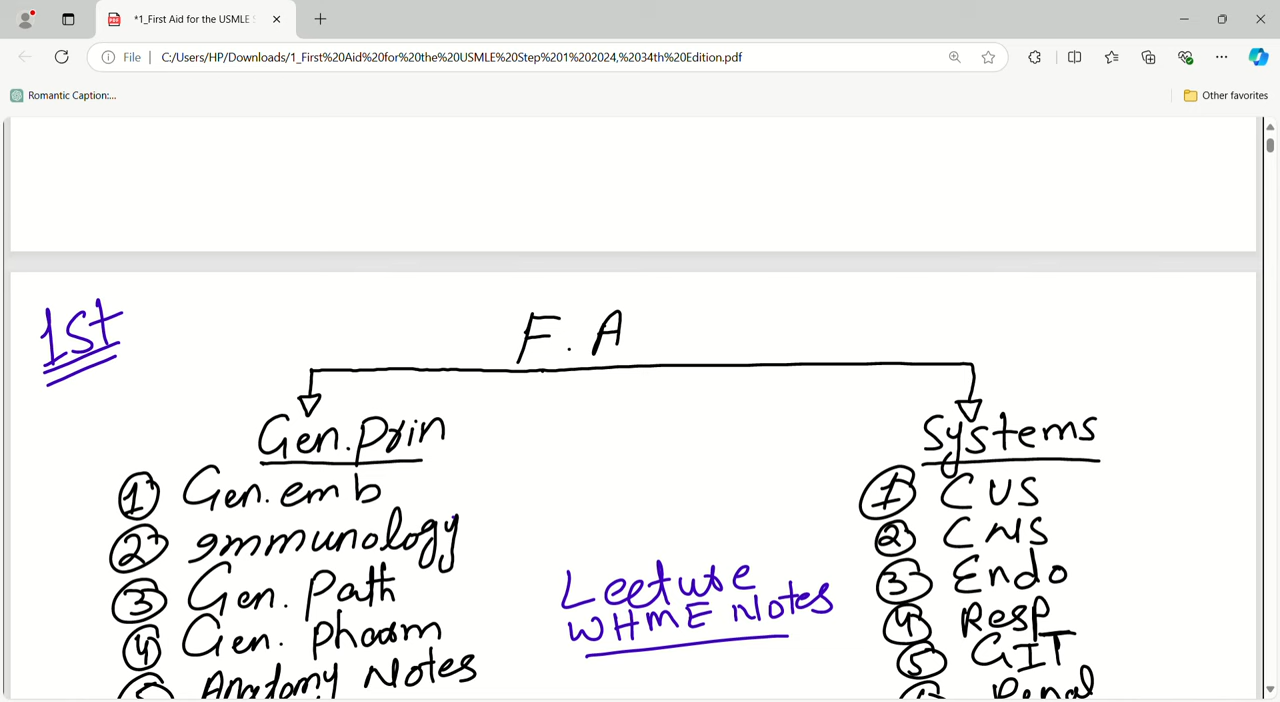 *1_First Aid for the USMLE S
File
C:/Users/HP/Downloads/1_First%20Aid%20for%20the%20USMLE%20Step%201%202024,%2034th%20Edition.pdf
Romantic Caption:...
Other favorites
1st
F. A
Gen. Prin
Systems
1 Gen. emb
1 CVS
2 Immunology
2 CNS
3 Gen. Path
3 Endo
Lecture
WHME Notes
4 Gen. Pharm
4 Resp
5 GIT
Anatomy Notes
Renal